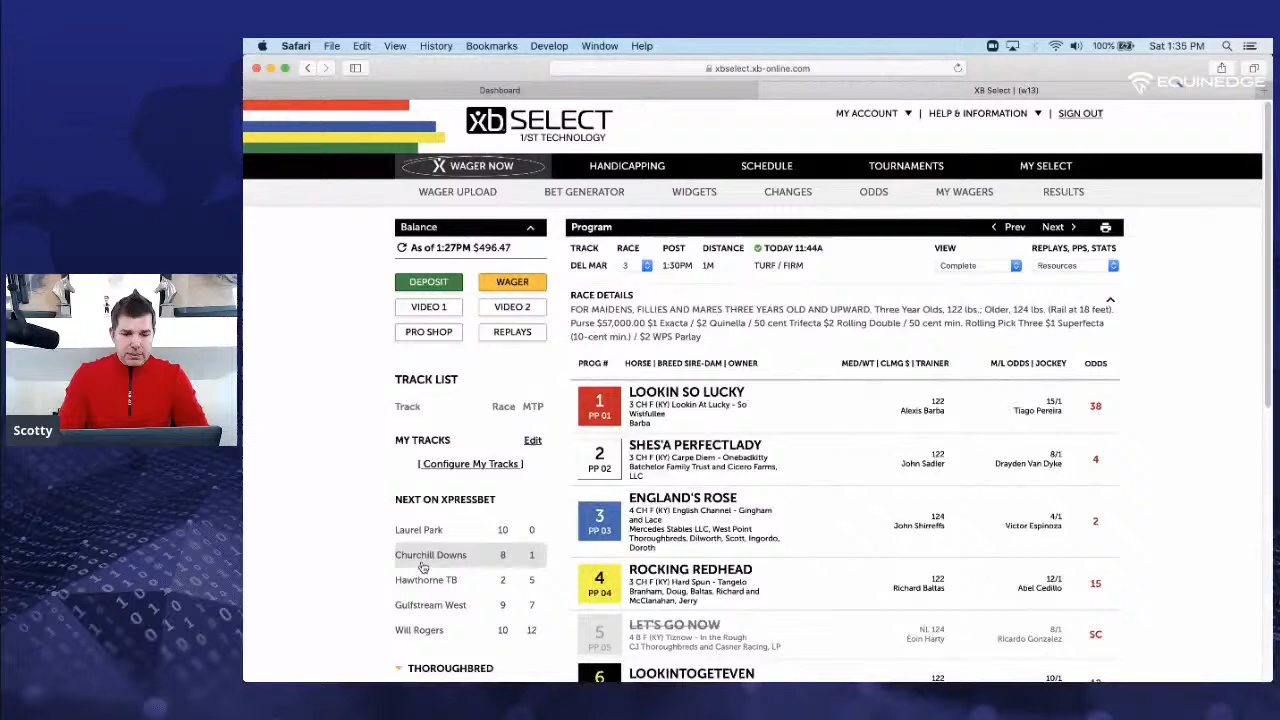 Safari File Edit View History Bookmarks Develop Window Help 100% Sat 1:35 PM
xbselect.xb-online.com
EQUINEDGE
Dashboard XB Select | (w13)
xb SELECT
1/ST TECHNOLOGY
MY ACCOUNT | HELP & INFORMATION | SIGN OUT
X WAGER NOW HANDICAPPING SCHEDULE TOURNAMENTS MY SELECT
WAGER UPLOAD BET GENERATOR WIDGETS CHANGES ODDS MY WAGERS RESULTS
Balance
As of 1:27PM $496.47
DEPOSIT WAGER
VIDEO 1 VIDEO 2
PRO SHOP REPLAYS
TRACK LIST
Track Race MTP
MY TRACKS Edit
[ Configure My Tracks ]
NEXT ON XPRESSBET
Laurel Park 10 0
Churchill Downs 8 1
Hawthorne TB 2 5
Gulfstream West 9 7
Will Rogers 10 12
THOROUGHBRED
Program < Prev Next >
TRACK RACE POST DISTANCE TODAY 11:44A VIEW REPLAYS, PPS, STATS
DEL MAR 3 1:30PM 1M TURF / FIRM Complete Resources
RACE DETAILS
FOR MAIDENS, FILLIES AND MARES THREE YEARS OLD AND UPWARD. Three Year Olds, 122 lbs.; Older, 124 lbs. (Rail at 18 feet).
Purse $57,000.00 $1 Exacta / $2 Quinella / 50 cent Trifecta $2 Rolling Double / 50 cent min. Rolling Pick Three $1 Superfecta
(10-cent min.) / $2 WPS Parlay
PROG # HORSE | BREED SIRE-DAM | OWNER MED/WT | CLMG $ | TRAINER M/L ODDS | JOCKEY ODDS
1 PP 01
LOOKIN SO LUCKY
3 CH F (KY) Lookin At Lucky - So
Wistfullee
Barba
122
Alexis Barba
15/1
Tiago Pereira
38
2 PP 02
SHES'A PERFECTLADY
3 CH F (KY) Carpe Diem - Onebadkitty
Batchelor Family Trust and Cicero Farms,
LLC
122
John Sadler
8/1
Drayden Van Dyke
4
3 PP 03
ENGLAND'S ROSE
4 CH F (KY) English Channel - Gingham
and Lace
Mercedes Stables LLC, West Point
Thoroughbreds, Dilworth, Scott, Ingordo,
Doroth
124
John Shirreffs
4/1
Victor Espinoza
2
4 PP 04
ROCKING REDHEAD
3 CH F (KY) Hard Spun - Tangelo
Branham, Doug, Baltas, Richard and
McClanahan, Jerry
122
Richard Baltas
12/1
Abel Cedillo
15
5 PP 05
LET'S GO NOW
4 B F (KY) Tiznow - In the Rough
CJ Thoroughbreds and Casner Racing, LP
NL 124
Eoin Harty
8/1
Ricardo Gonzalez
SC
6
LOOKINTOGETEVEN
122
10/1
Scotty